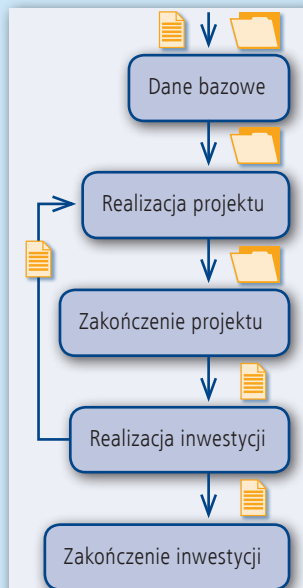 Dane bazowe
Realizacja projektu
Zakończenie projektu
Realizacja inwestycji
Zakończenie inwestycji